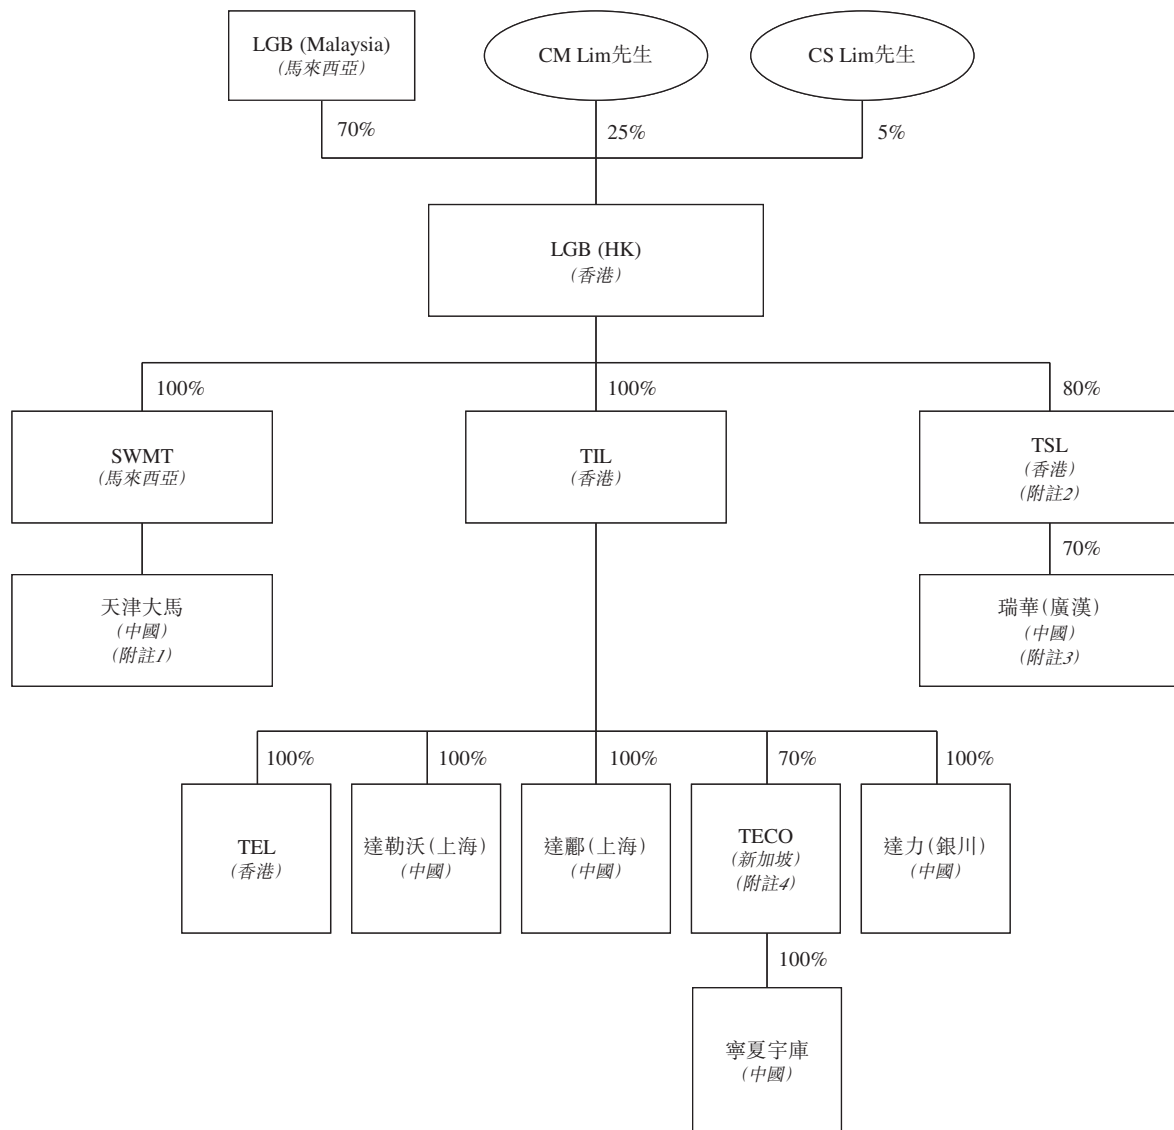 LGB (Malaysia)
(馬來西亞)
CM Lim先生
CS Lim先生
70%
25%
5%
LGB (HK)
(香港)
100%
100%
80%
SWMT
(馬來西亞)
TIL
(香港)
TSL
(香港)
(附註2)
70%
天津大馬
(中國)
(附註1)
瑞華(廣漢)
(中國)
(附註3)
100%
100%
100%
70%
100%
TEL
(香港)
達勒沃(上海)
(中國)
達酈(上海)
(中國)
TECO
(新加坡)
(附註4)
達力(銀川)
(中國)
100%
寧夏宇庫
(中國)